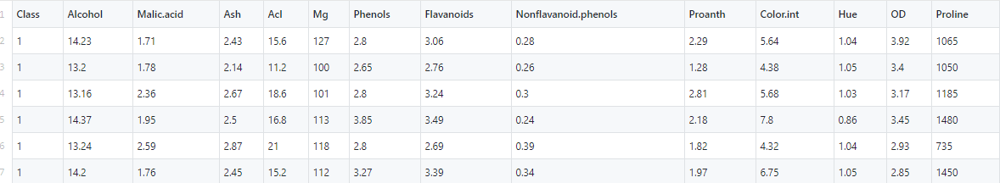 1 Class Alcohol Malic.acid Ash Acl Mg Phenols Flavanoids Nonflavanoid.phenols Proanth Color.int Hue OD Proline
2 1 14.23 1.71 2.43 15.6 127 2.8 3.06 0.28 2.29 5.64 1.04 3.92 1065
3 1 13.2 1.78 2.14 11.2 100 2.65 2.76 0.26 1.28 4.38 1.05 3.4 1050
4 1 13.16 2.36 2.67 18.6 101 2.8 3.24 0.3 2.81 5.68 1.03 3.17 1185
5 1 14.37 1.95 2.5 16.8 113 3.85 3.49 0.24 2.18 7.8 0.86 3.45 1480
6 1 13.24 2.59 2.87 21 118 2.8 2.69 0.39 1.82 4.32 1.04 2.93 735
7 1 14.2 1.76 2.45 15.2 112 3.27 3.39 0.34 1.97 6.75 1.05 2.85 1450